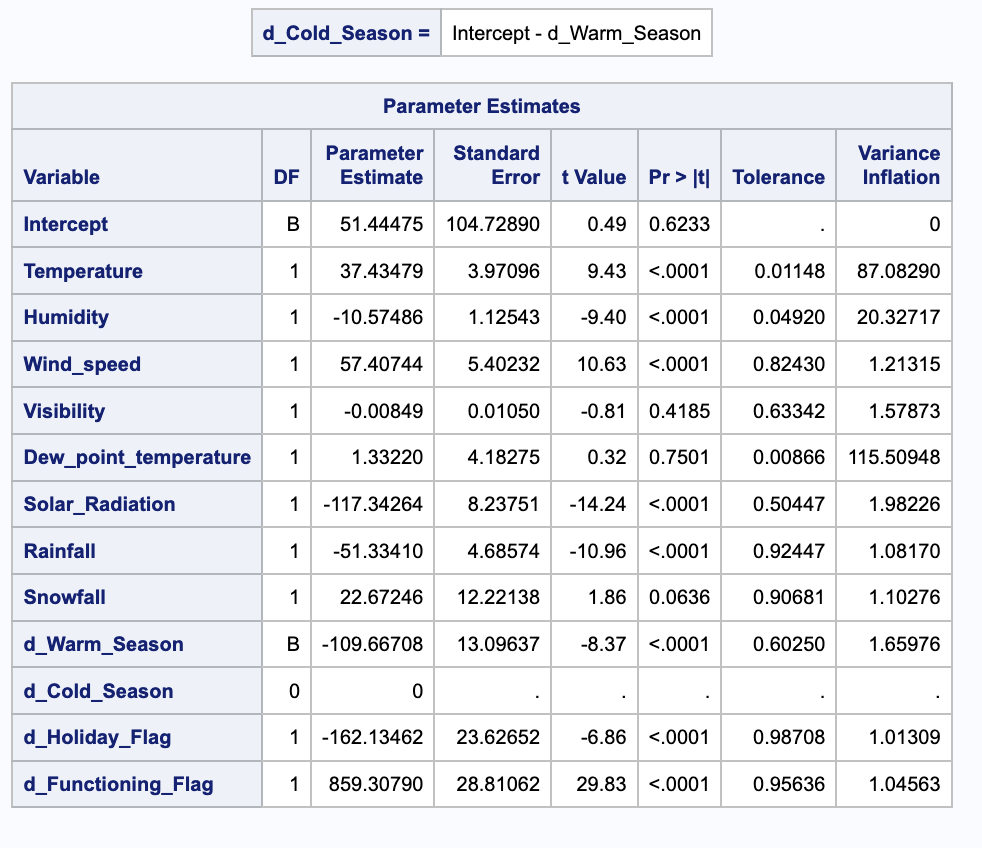 d_Cold_Season = Intercept - d_Warm_Season
Parameter Estimates
Variable DF Parameter Estimate Standard Error t Value Pr > |t| Tolerance Variance Inflation
Intercept B 51.44475 104.72890 0.49 0.6233 . 0
Temperature 1 37.43479 3.97096 9.43 <.0001 0.01148 87.08290
Humidity 1 -10.57486 1.12543 -9.40 <.0001 0.04920 20.32717
Wind_speed 1 57.40744 5.40232 10.63 <.0001 0.82430 1.21315
Visibility 1 -0.00849 0.01050 -0.81 0.4185 0.63342 1.57873
Dew_point_temperature 1 1.33220 4.18275 0.32 0.7501 0.00866 115.50948
Solar_Radiation 1 -117.34264 8.23751 -14.24 <.0001 0.50447 1.98226
Rainfall 1 -51.33410 4.68574 -10.96 <.0001 0.92447 1.08170
Snowfall 1 22.67246 12.22138 1.86 0.0636 0.90681 1.10276
d_Warm_Season B -109.66708 13.09637 -8.37 <.0001 0.60250 1.65976
d_Cold_Season 0 0 . . . . .
d_Holiday_Flag 1 -162.13462 23.62652 -6.86 <.0001 0.98708 1.01309
d_Functioning_Flag 1 859.30790 28.81062 29.83 <.0001 0.95636 1.04563